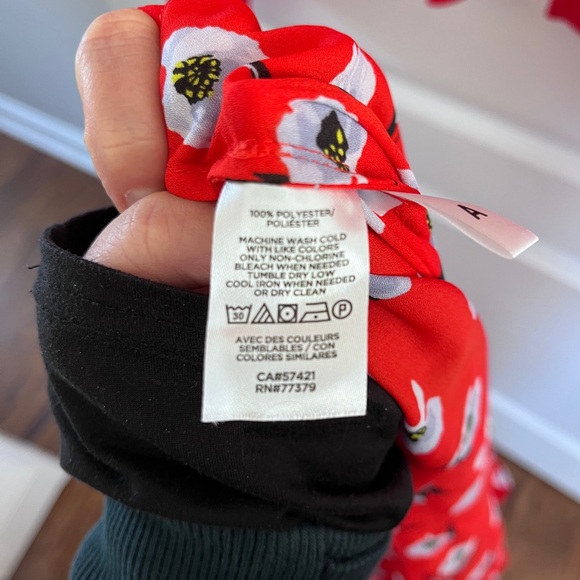 100% POLYESTER/
POLIÉSTER
MACHINE WASH COLD
WITH LIKE COLORS
ONLY NON-CHLORINE
BLEACH WHEN NEEDED
TUMBLE DRY LOW
COOL IRON WHEN NEEDED
OR DRY CLEAN
30 P
AVEC DES COULEURS
SEMBLABLES / CON
COLORES SIMILARES
CA#57421
RN#77379
A